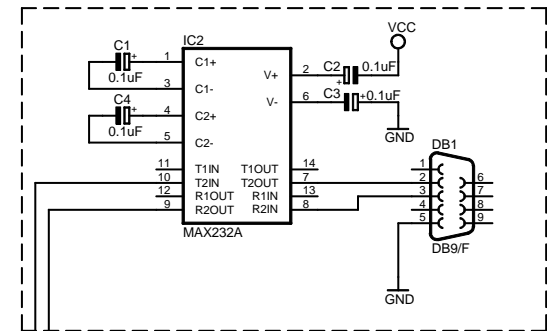 VCC
C1
+
0.1uF
C4
+
0.1uF
IC2
1 C1+
3 C1-
4 C2+
5 C2-
V+ 2
V- 6
C2 0.1uF
+
C3 +0.1uF
GND
11 T1IN T1OUT 14
10 T2IN T2OUT 7
12 R1OUT R1IN 13
9 R2OUT R2IN 8
MAX232A
DB1
1
2
3
4
5
6
7
8
9
DB9/F
GND